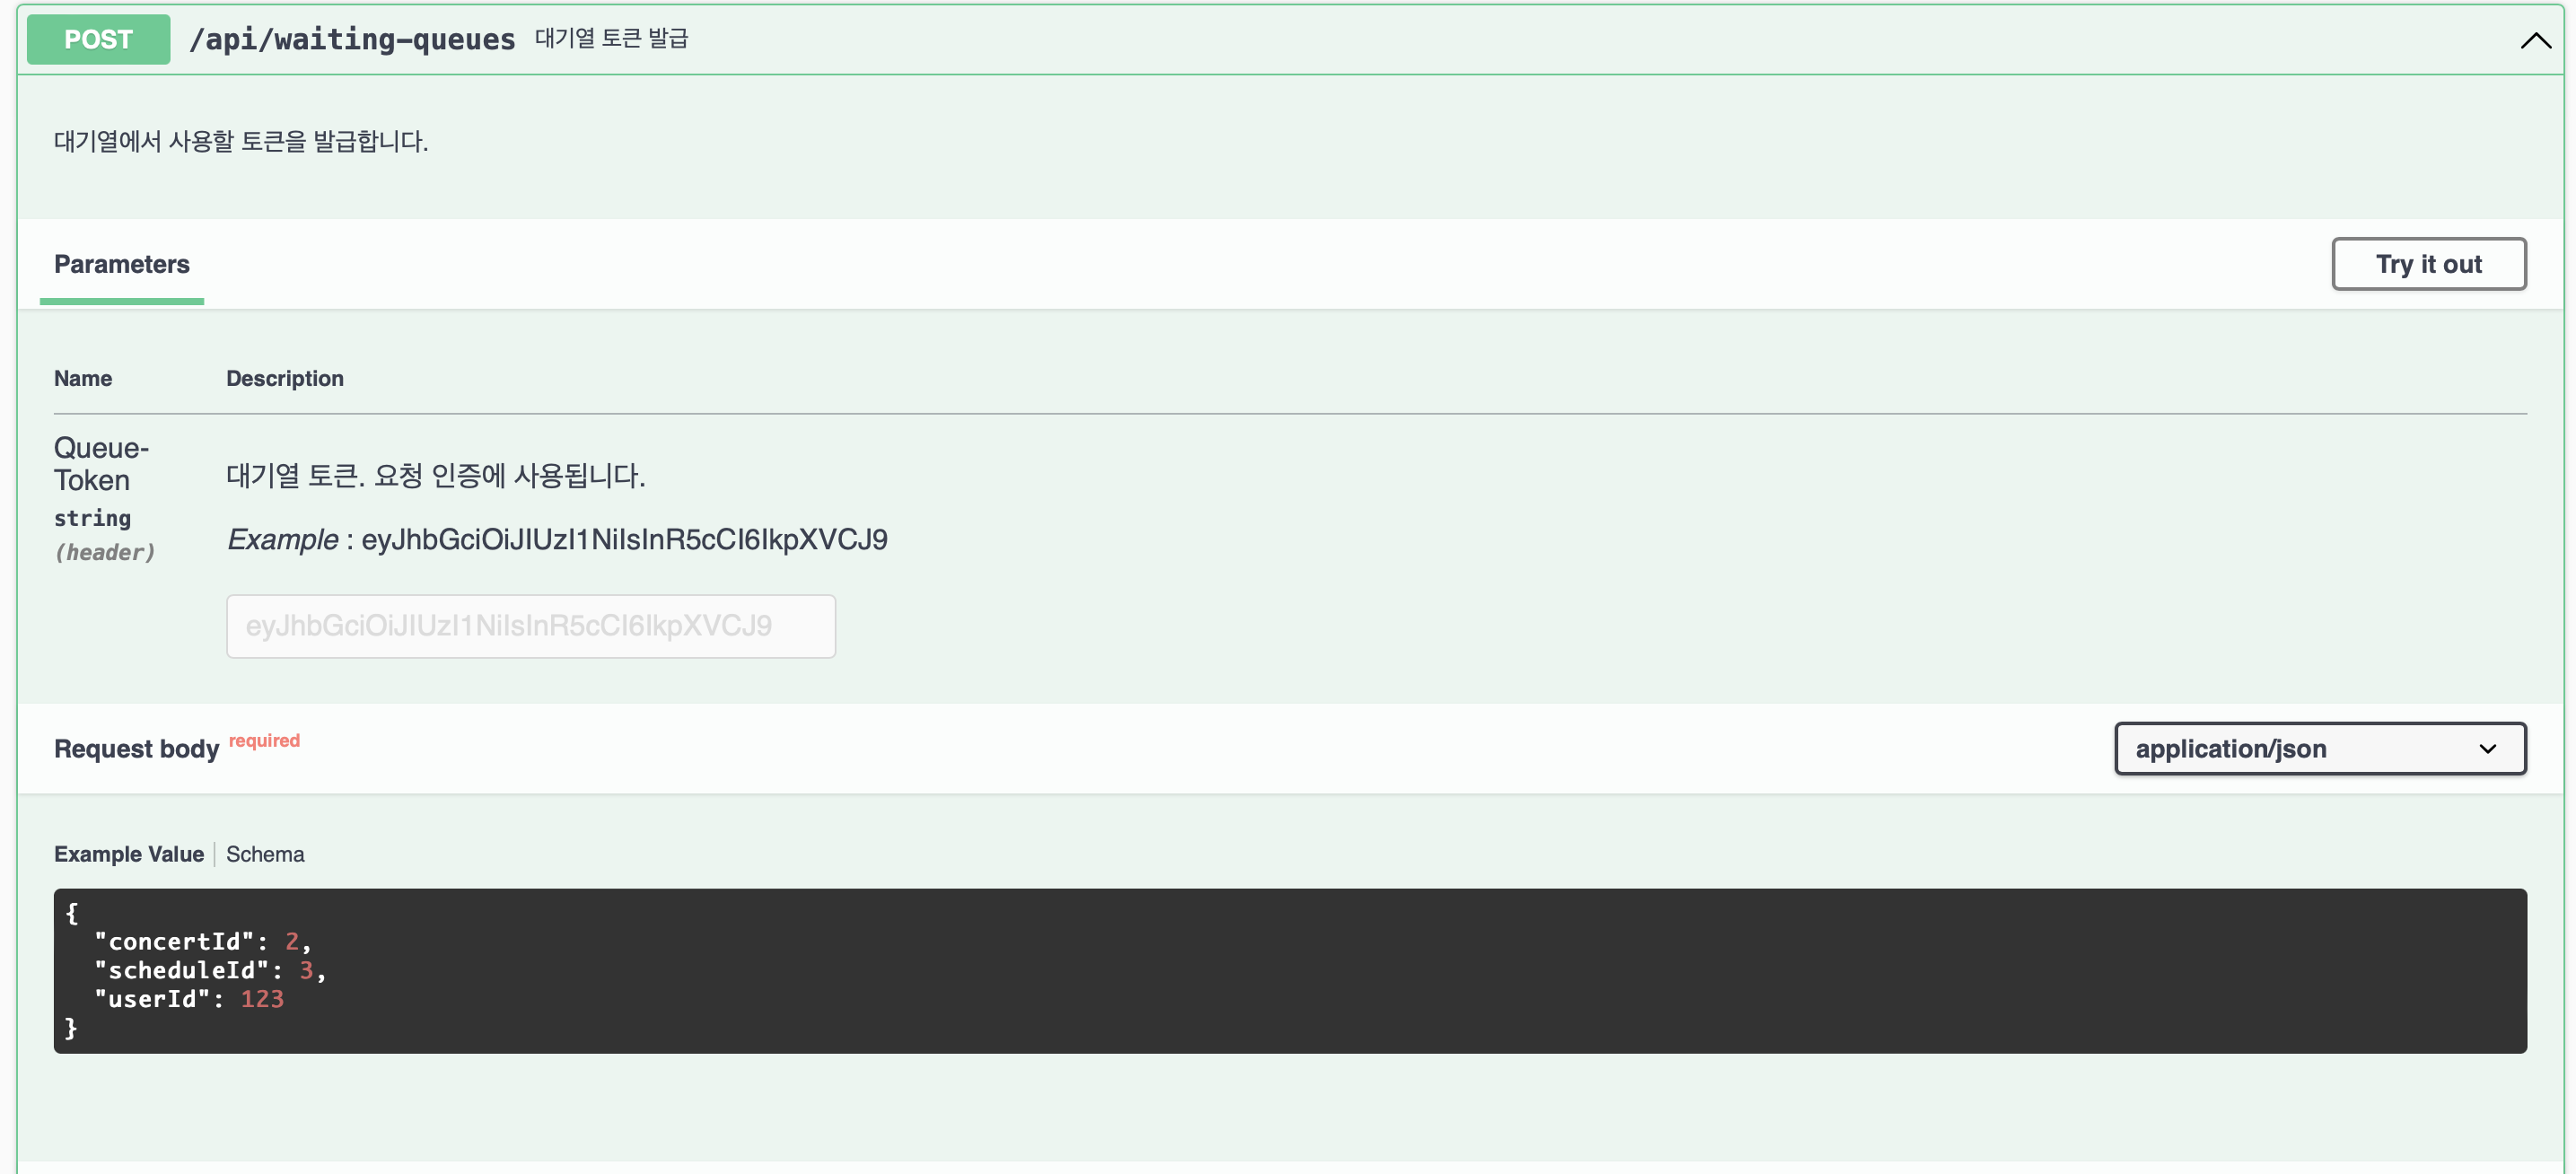 POST /api/waiting-queues 대기열 토큰 발급
대기열에서 사용할 토큰을 발급합니다.
Parameters
Try it out
Name Description
Queue-
Token
string
(header)
대기열 토큰. 요청 인증에 사용됩니다.
Example : eyJhbGciOiJIUzI1NiIsInR5cCI6IkpXVCJ9
eyJhbGciOiJIUzI1NiIsInR5cCI6IkpXVCJ9
Request body required
application/json
Example Value Schema
{
"concertId": 2,
"scheduleId": 3,
"userId": 123
}